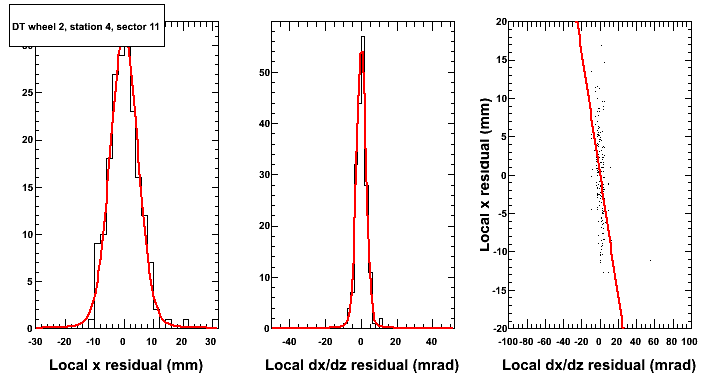 DT wheel 2, station 4, sector 11
30
25
20
15
10
5
0
-30 -20 -10 0 10 20 30
Local x residual (mm)
50
40
30
20
10
0
-40 -20 0 20 40
Local dx/dz residual (mrad)
Local x residual (mm)
20
15
10
5
0
-5
-10
-15
-20
-100 -80 -60 -40 -20 0 20 40 60 80 100
Local dx/dz residual (mrad)